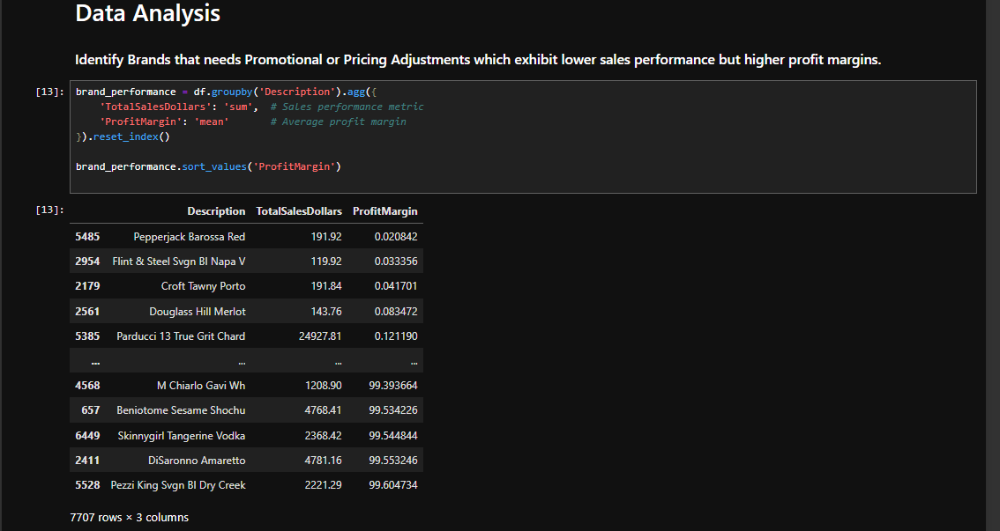 Data Analysis
Identify Brands that needs Promotional or Pricing Adjustments which exhibit lower sales performance but higher profit margins.
[13]: brand_performance = df.groupby('Description').agg({
'TotalSalesDollars': 'sum',  # Sales performance metric
'ProfitMargin': 'mean'       # Average profit margin
}).reset_index()
brand_performance.sort_values('ProfitMargin')
[13]: Description TotalSalesDollars ProfitMargin
5485 Pepperjack Barossa Red 191.92 0.020842
2954 Flint & Steel Svgn Bl Napa V 119.92 0.033356
2179 Croft Tawny Porto 191.84 0.041701
2561 Douglass Hill Merlot 143.76 0.083472
5385 Parducci 13 True Grit Chard 24927.81 0.121190
... ... ... ...
4568 M Chiarlo Gavi Wh 1208.90 99.393664
657 Beniotome Sesame Shochu 4768.41 99.534226
6449 Skinnygirl Tangerine Vodka 2368.42 99.544844
2411 DiSaronno Amaretto 4781.16 99.553246
5528 Pezzi King Svgn Bl Dry Creek 2221.29 99.604734
7707 rows × 3 columns